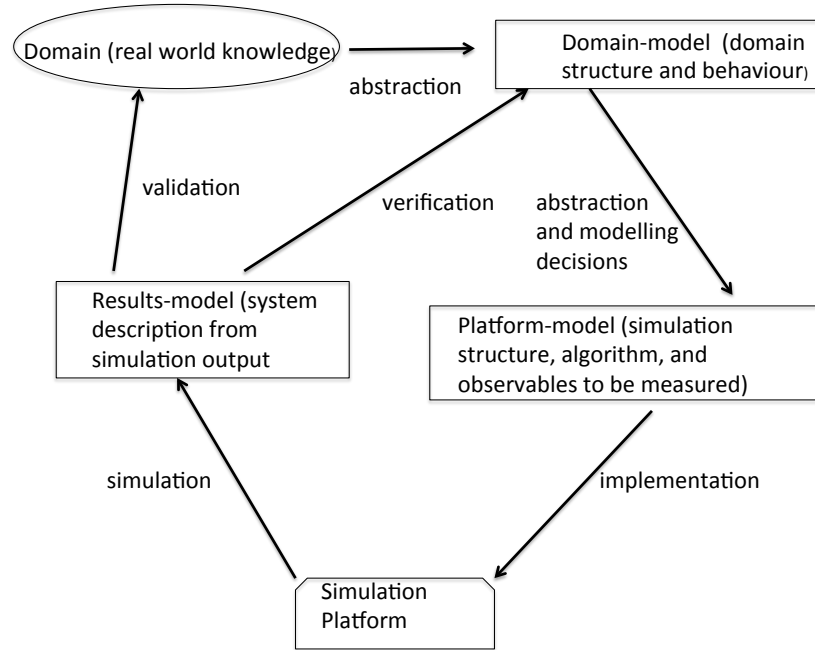 Domain (real world knowledge)
abstraction
Domain-model (domain
structure and behaviour)
validation
verification
abstraction
and modelling
decisions
Results-model (system
description from
simulation output
Platform-model (simulation
structure, algorithm, and
observables to be measured)
simulation
implementation
Simulation
Platform